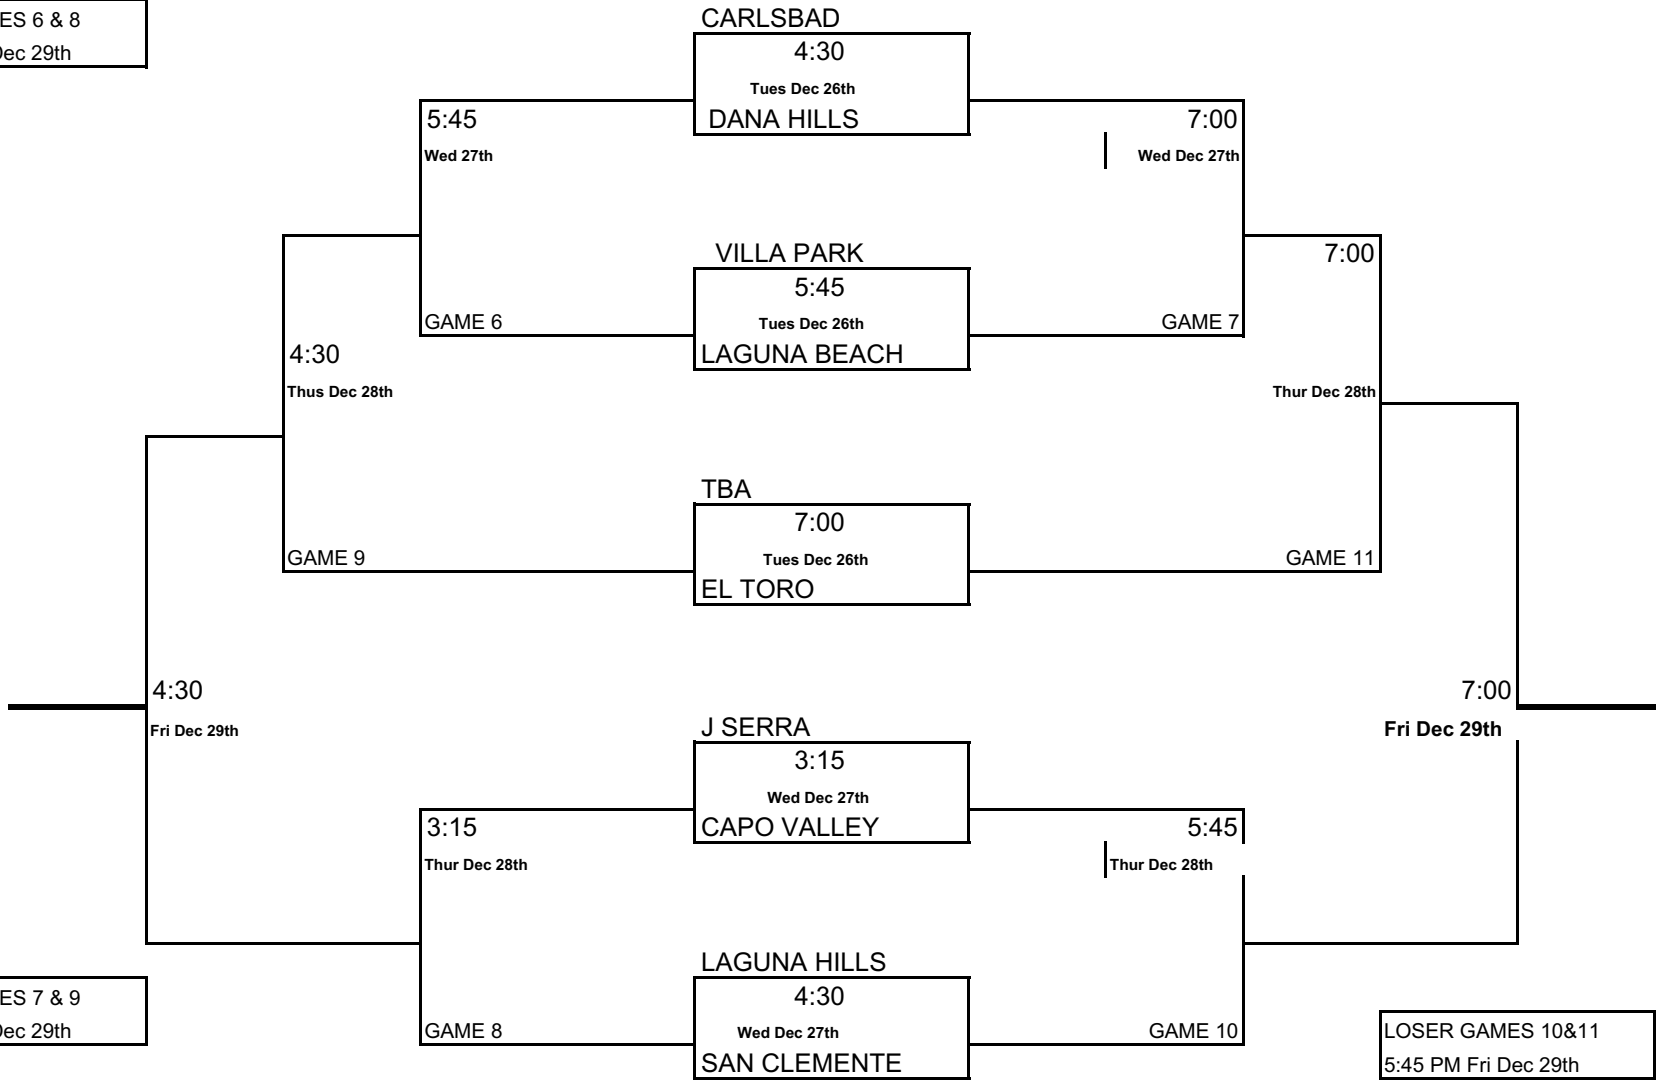 ES 6 & 8
Dec 29th
CARLSBAD
4:30
Tues Dec 26th
DANA HILLS
5:45
Wed 27th
7:00
Wed Dec 27th
VILLA PARK
5:45
Tues Dec 26th
LAGUNA BEACH
GAME 6
GAME 7
7:00
4:30
Thus Dec 28th
Thur Dec 28th
TBA
7:00
Tues Dec 26th
EL TORO
GAME 9
GAME 11
4:30
Fri Dec 29th
7:00
Fri Dec 29th
J SERRA
3:15
Wed Dec 27th
CAPO VALLEY
3:15
Thur Dec 28th
5:45
Thur Dec 28th
LAGUNA HILLS
4:30
Wed Dec 27th
SAN CLEMENTE
GAME 8
GAME 10
ES 7 & 9
Dec 29th
LOSER GAMES 10&11
5:45 PM Fri Dec 29th